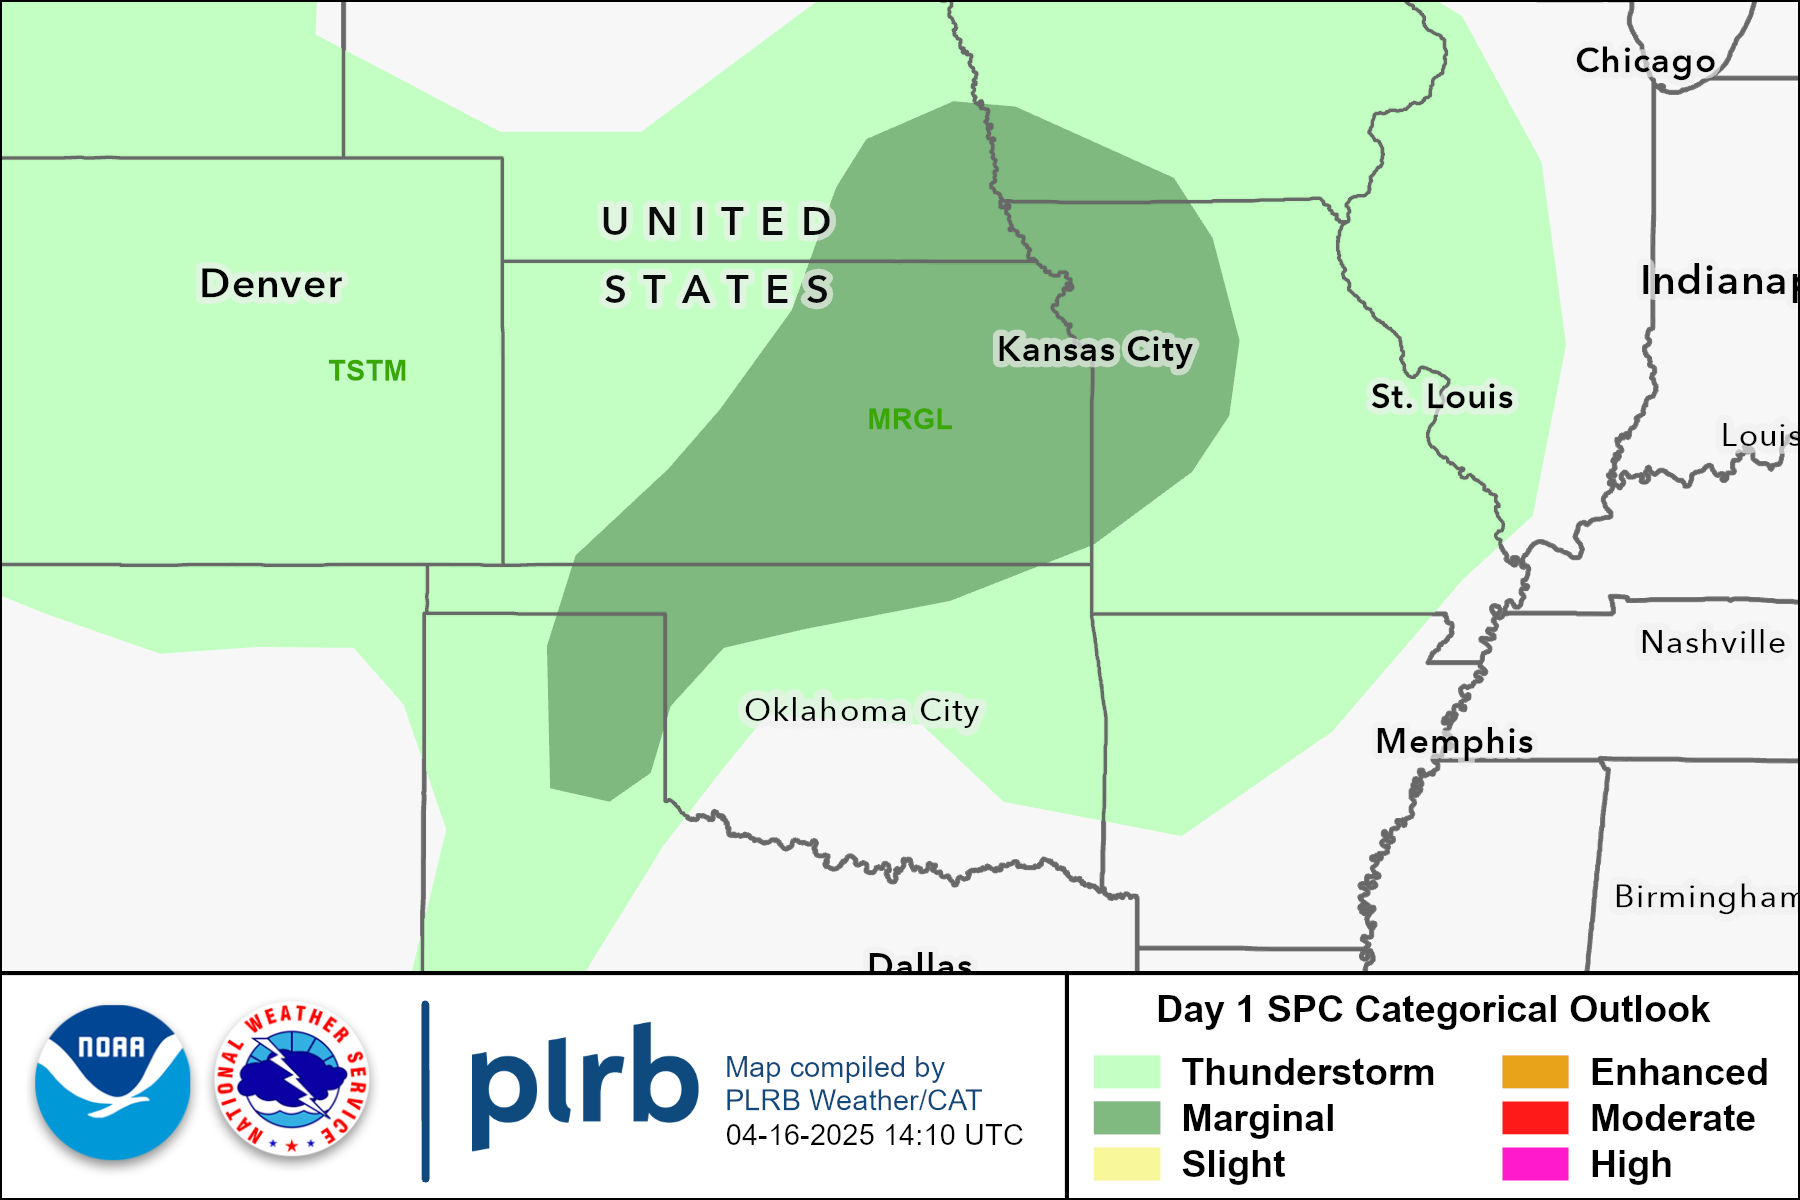 Chicago
UNITED
STATES
Denver
Indianap
Kansas City
TSTM
St. Louis
MRGL
Louis
Nashville
Oklahoma City
Memphis
Birmingham
Dallas
NOAA
NATIONAL WEATHER SERVICE
plrb
Map compiled by
PLRB Weather/CAT
04-16-2025 14:10 UTC
Day 1 SPC Categorical Outlook
Thunderstorm
Marginal
Slight
Enhanced
Moderate
High